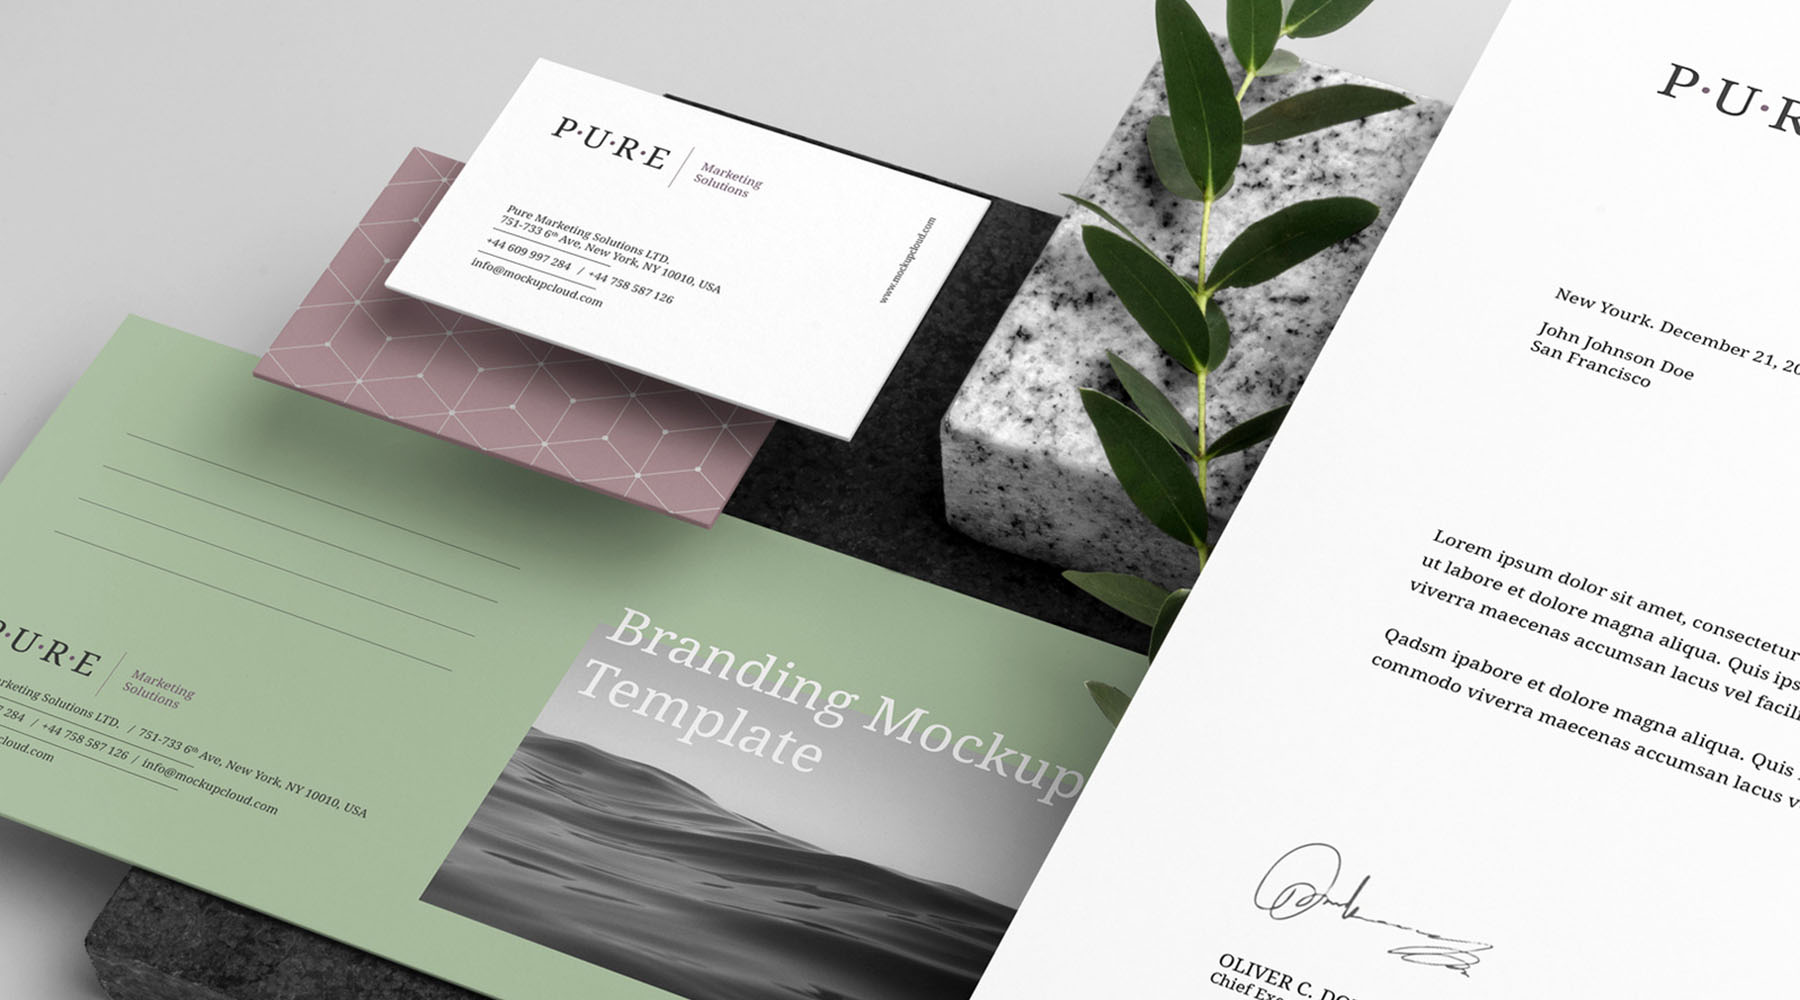 P·U·R·E
Marketing
Solutions
Pure Marketing Solutions LTD.
751-733 6th Ave, New York, NY 10010, USA
+44 609 997 284 / +44 758 587 126
info@mockupcloud.com
www.mockupcloud.com
P·U·R·E
Marketing
Solutions
Marketing Solutions LTD. / 751-733 6th Ave, New York, NY 10010, USA
284 / +44 758 587 126 / info@mockupcloud.com
cloud.com
Branding Mockup
Template
P·U·R
New Yourk. December 21, 20
John Johnson Doe
San Francisco
Lorem ipsum dolor sit amet, consectetur
ut labore et dolore magna aliqua. Quis ips
viverra maecenas accumsan lacus vel facili
Qadsm ipabore et dolore magna aliqua. Quis
commodo viverra maecenas accumsan lacus v
OLIVER C. DO
Chief Exe